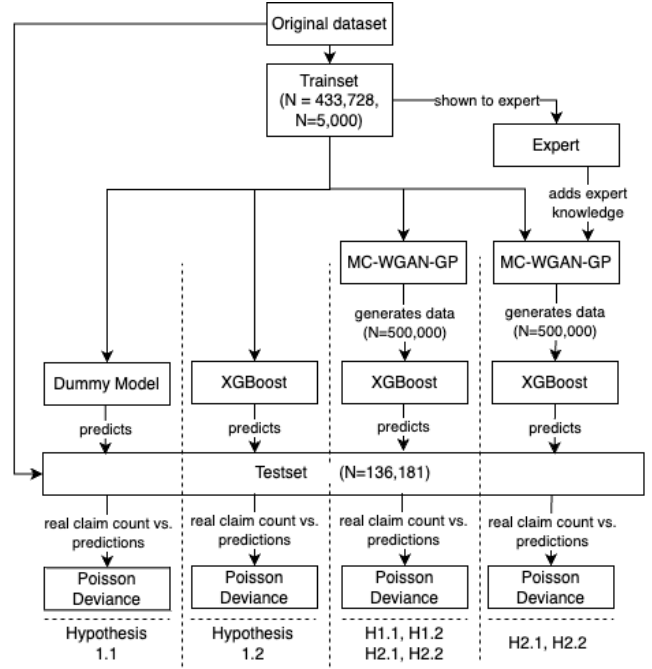 Original dataset
Trainset
(N = 433,728,
N=5,000)
shown to expert
Expert
adds expert
knowledge
MC-WGAN-GP
MC-WGAN-GP
generates data
(N=500,000)
generates data
(N=500,000)
Dummy Model
XGBoost
XGBoost
XGBoost
predicts
predicts
predicts
predicts
Testset (N=136,181)
real claim count vs.
predictions
real claim count vs.
predictions
real claim count vs.
predictions
real claim count vs.
predictions
Poisson
Deviance
Poisson
Deviance
Poisson
Deviance
Poisson
Deviance
Hypothesis
1.1
Hypothesis
1.2
H1.1, H1.2
H2.1, H2.2
H2.1, H2.2